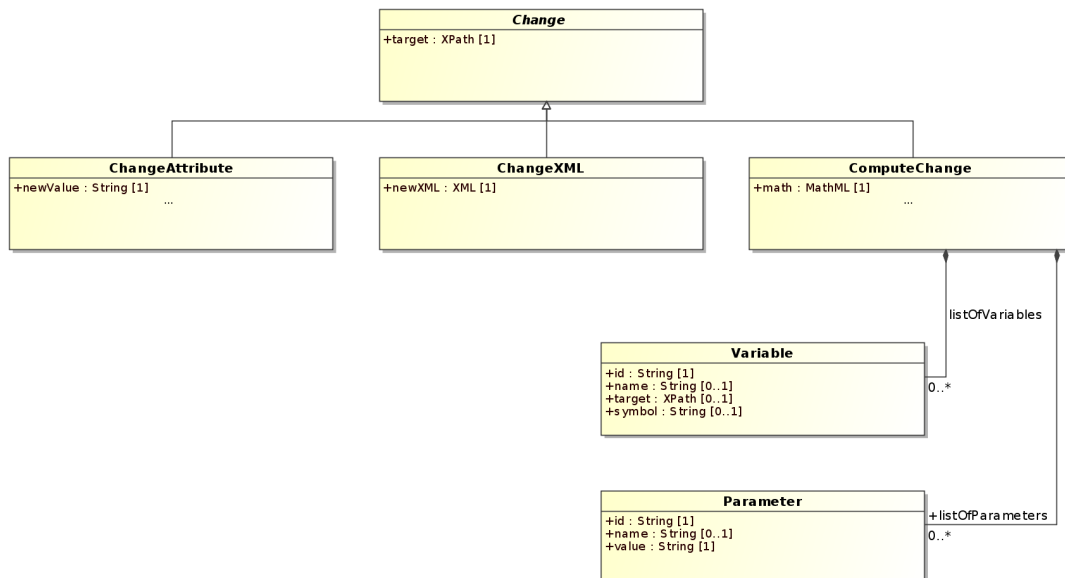 Change
+target : XPath [1]
ChangeAttribute
+newValue : String [1]
...
ChangeXML
+newXML : XML [1]
ComputeChange
+math : MathML [1]
...
listOfVariables
Variable
+id : String [1]
+name : String [0..1]
+target : XPath [0..1]
+symbol : String [0..1]
0..*
Parameter
+id : String [1]
+name : String [0..1]
+value : String [1]
+listOfParameters
0..*